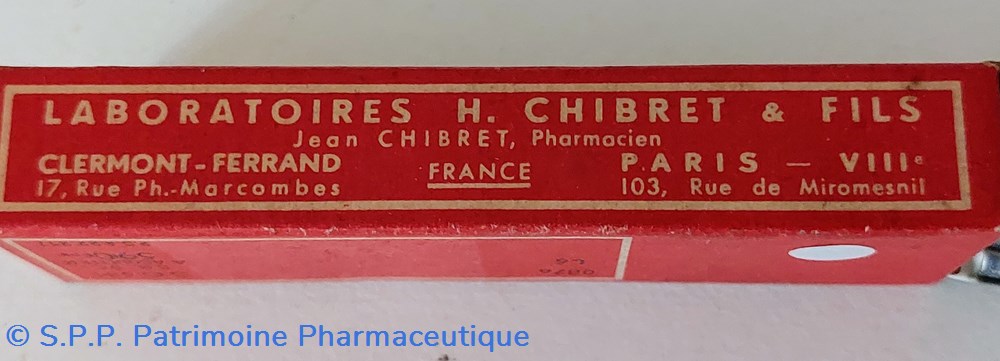 LABORATOIRES H. CHIBRET & FILS
Jean CHIBRET, Pharmacien
CLERMONT-FERRAND
17, Rue Ph.-Marcombes
FRANCE
PARIS — VIIIe
103, Rue de Miromesnil
© S.P.P. Patrimoine Pharmaceutique